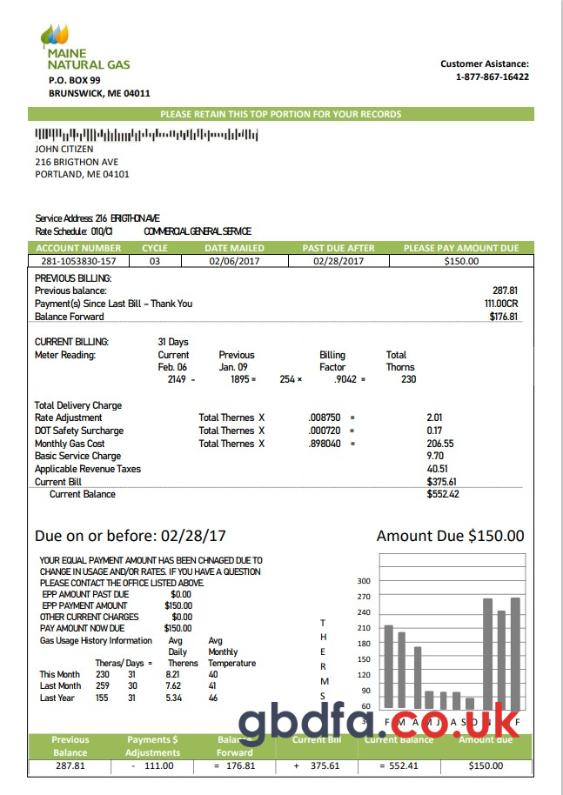 MAINE
NATURAL GAS
P.O. BOX 99
BRUNSWICK, ME 04011
Customer Asistance:
1-877-867-16422
PLEASE RETAIN THIS TOP PORTION FOR YOUR RECORDS
JOHN CITIZEN
216 BRIGTHON AVE
PORTLAND, ME 04101
Service Address: 216 BRIGTHON AVE
Rate Schedule: 010/C1 COMMERCIAL GENERAL SERVICE
ACCOUNT NUMBER CYCLE DATE MAILED PAST DUE AFTER PLEASE PAY AMOUNT DUE
281-1053830-157 03 02/06/2017 02/28/2017 $150.00
PREVIOUS BILLING:
Previous balance: 287.81
Payment(s) Since Last Bill – Thank You 111.00CR
Balance Forward $176.81
CURRENT BILLING: 31 Days
Meter Reading: Current Previous Billing Total
Feb. 06 Jan. 09 Factor Thorns
2149 - 1895 = 254 × .9042 = 230
Total Delivery Charge
Rate Adjustment Total Thernes X .008750 = 2.01
DOT Safety Surcharge Total Thernes X .000720 = 0.17
Monthly Gas Cost Total Thernes X .898040 = 206.55
Basic Service Charge 9.70
Applicable Revenue Taxes 40.51
Current Bill $375.61
Current Balance $552.42
Due on or before: 02/28/17 Amount Due $150.00
YOUR EQUAL PAYMENT AMOUNT HAS BEEN CHNAGED DUE TO
CHANGE IN USAGE AND/OR RATES. IF YOU HAVE A QUESTION
PLEASE CONTACT THE OFFICE LISTED ABOVE.
EPP AMOUNT PAST DUE $0.00
EPP PAYMENT AMOUNT $150.00
OTHER CURRENT CHARGES $0.00
PAY AMOUNT NOW DUE $150.00
Gas Usage History Information Avg Avg
Daily Monthly
Theras/Days = Therens Temperature
This Month 230 31 8.21 40
Last Month 259 30 7.62 41
Last Year 155 31 5.34 46
THERMS
300
270
240
210
190
180
150
120
90
60
F M A M J A S O N F
gbdfa.co.uk
Previous Balance Payments $ Adjustments Balance Forward Current Bill Current Balance Amount due
287.81 - 111.00 = 176.81 + 375.61 = 552.41 $150.00